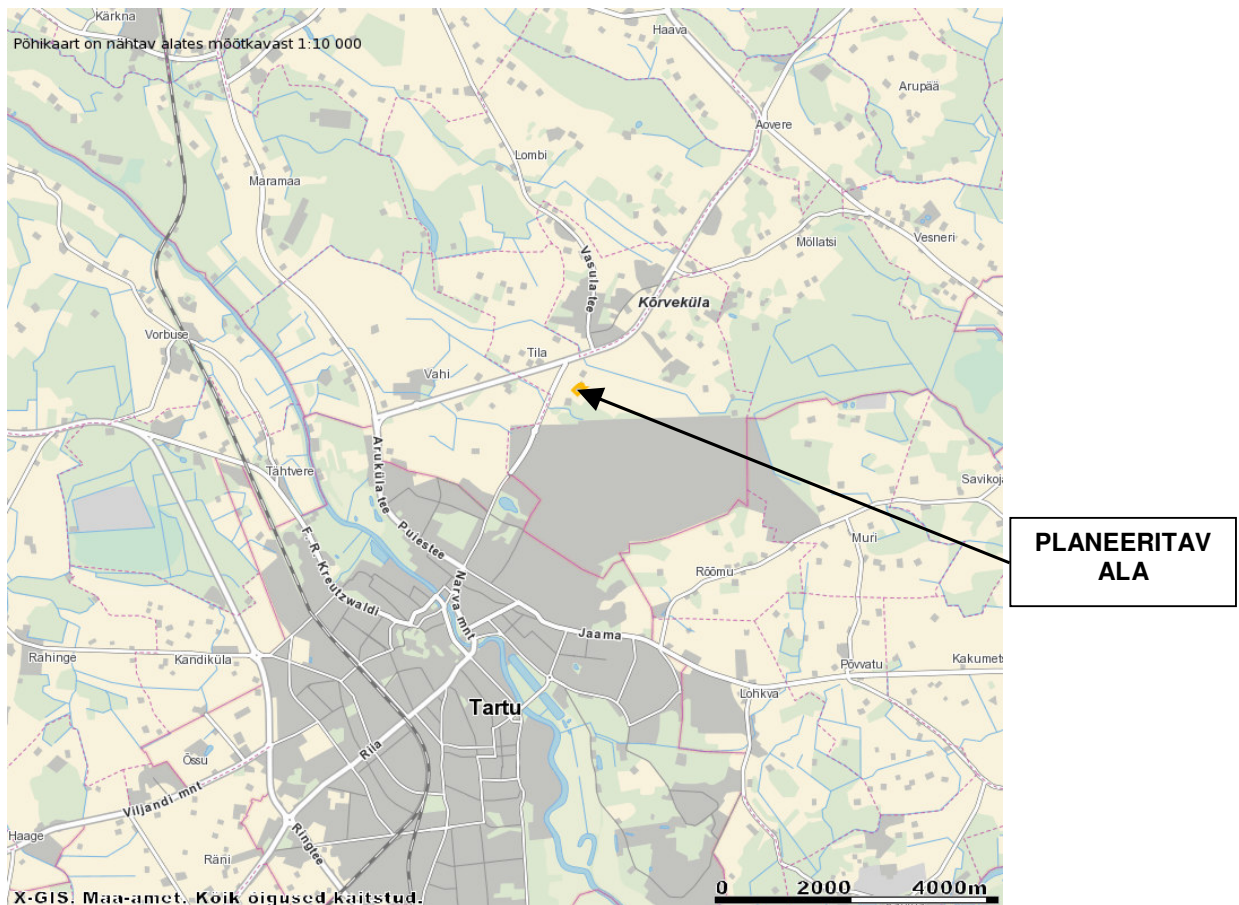 Kärkna
Haava
Põhikaart on nähtav alates mõõtkavast 1:10 000
Arupää
Aovere
Lombi
Maramaa
Möllatsi
Vesneri
Vasula tee
Kõrveküla
Vorbuse
Tila
Vahi
Aruküla tee
Tähtvere
Savikoja
PLANEERITAV
ALA
Puiestee
Muri
F. R. Kreutzwaldi
Narva mnt
Rõõmu
Jaama
Rahinge
Kandiküla
Põvvatu
Kakumets
Lohkva
Tartu
Riia
Õssu
Viljandi mnt
Haage
Ringtee
Räni
X-GIS. Maa-amet. Kõik õigused kaitstud.
0 2000 4000m